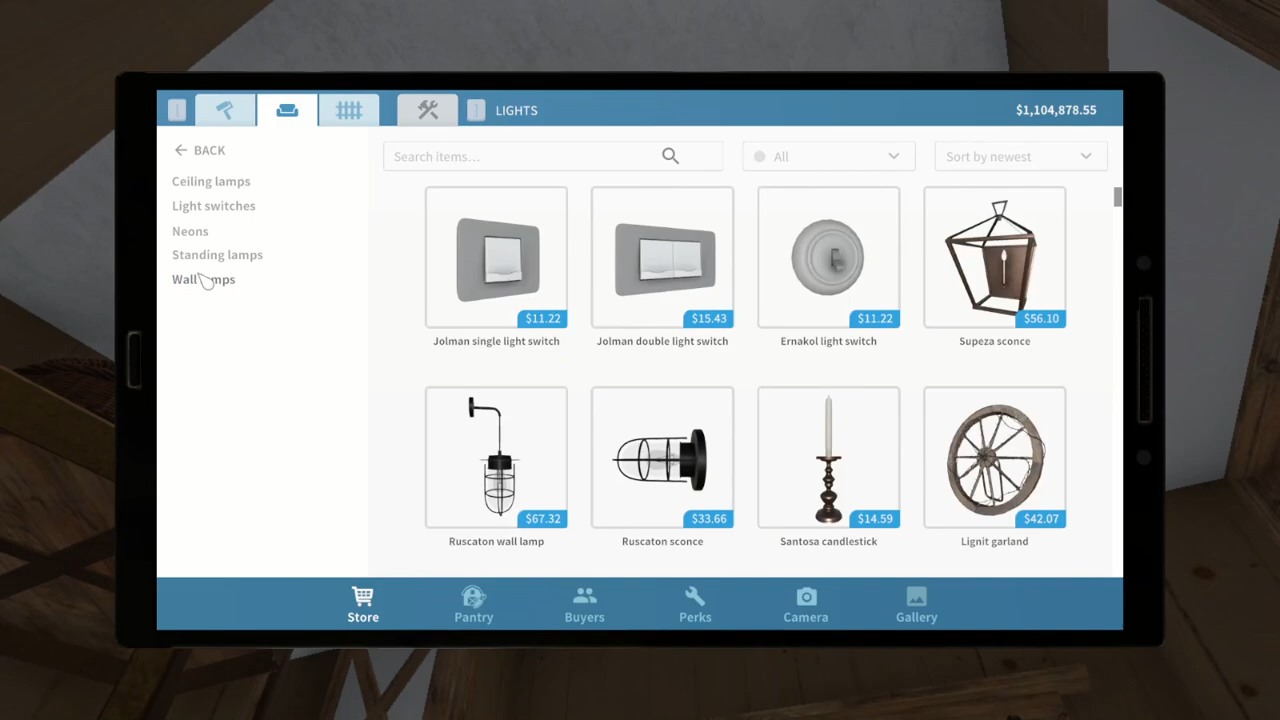 LIGHTS
$1,104,878.55
BACK
Ceiling lamps
Light switches
Neons
Standing lamps
Wall lamps
Search items...
All
Sort by newest
$11.22
$15.43
$11.22
$56.10
Jolman single light switch
Jolman double light switch
Ernakol light switch
Supeza sconce
$67.32
$33.66
$14.59
$42.07
Ruscaton wall lamp
Ruscaton sconce
Santosa candlestick
Lignit garland
Store
Pantry
Buyers
Perks
Camera
Gallery